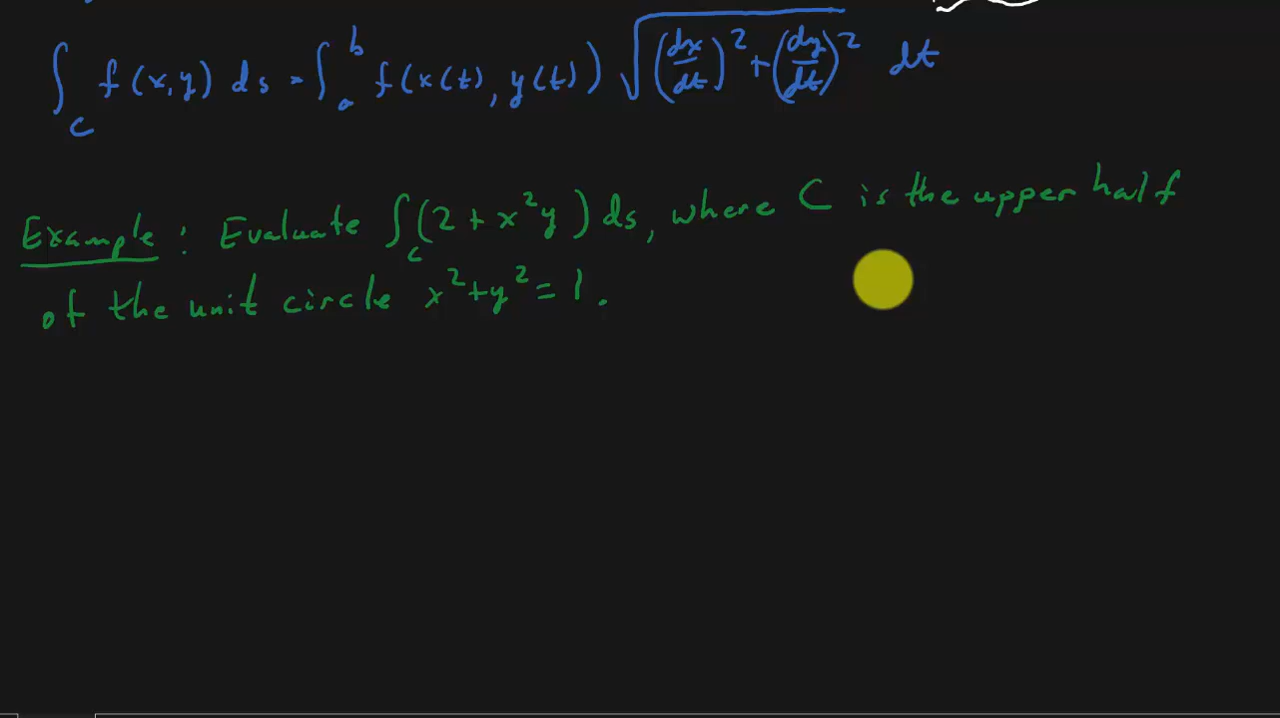 ∫_C f(x,y) ds = ∫_a^b f(x(t), y(t)) √((dx/dt)² + (dy/dt)²) dt
Example: Evaluate ∫_C (2 + x²y) ds, where C is the upper half
of the unit circle x² + y² = 1.